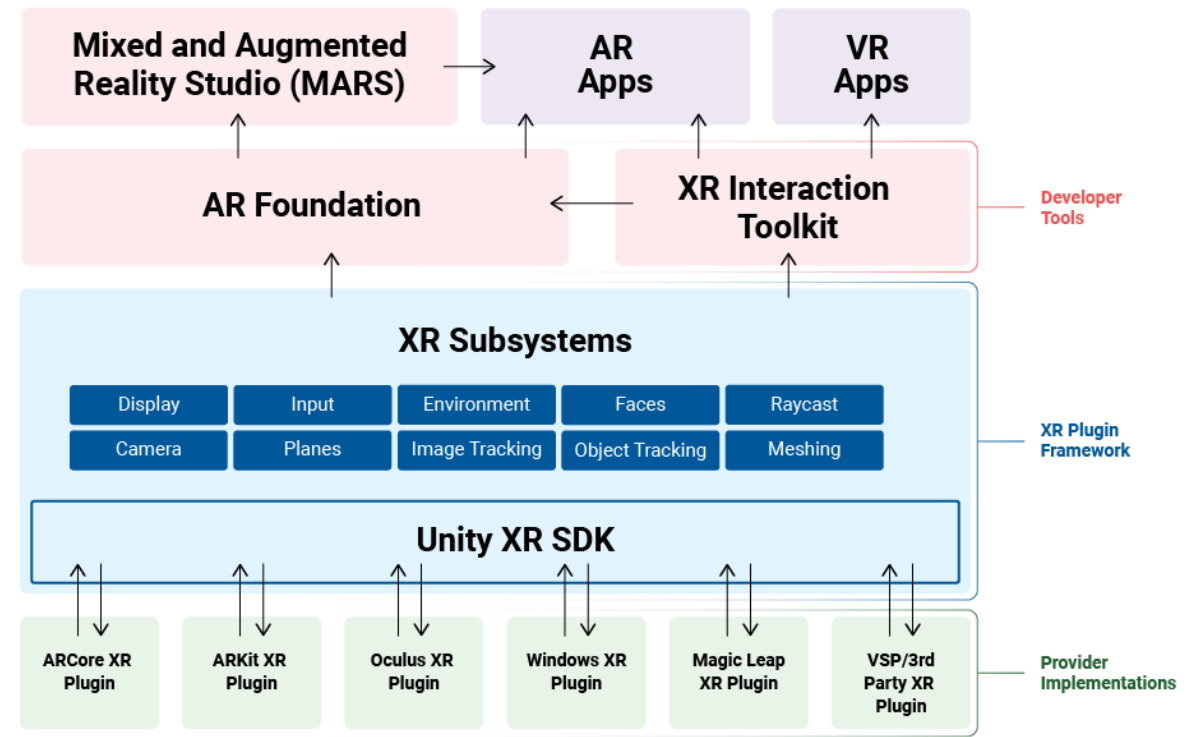 Mixed and Augmented
Reality Studio (MARS)
AR
Apps
VR
Apps
AR Foundation
XR Interaction
Toolkit
Developer
Tools
XR Subsystems
Display
Input
Environment
Faces
Raycast
Camera
Planes
Image Tracking
Object Tracking
Meshing
XR Plugin
Framework
Unity XR SDK
ARCore XR
Plugin
ARKit XR
Plugin
Oculus XR
Plugin
Windows XR
Plugin
Magic Leap
XR Plugin
VSP/3rd
Party XR
Plugin
Provider
Implementations